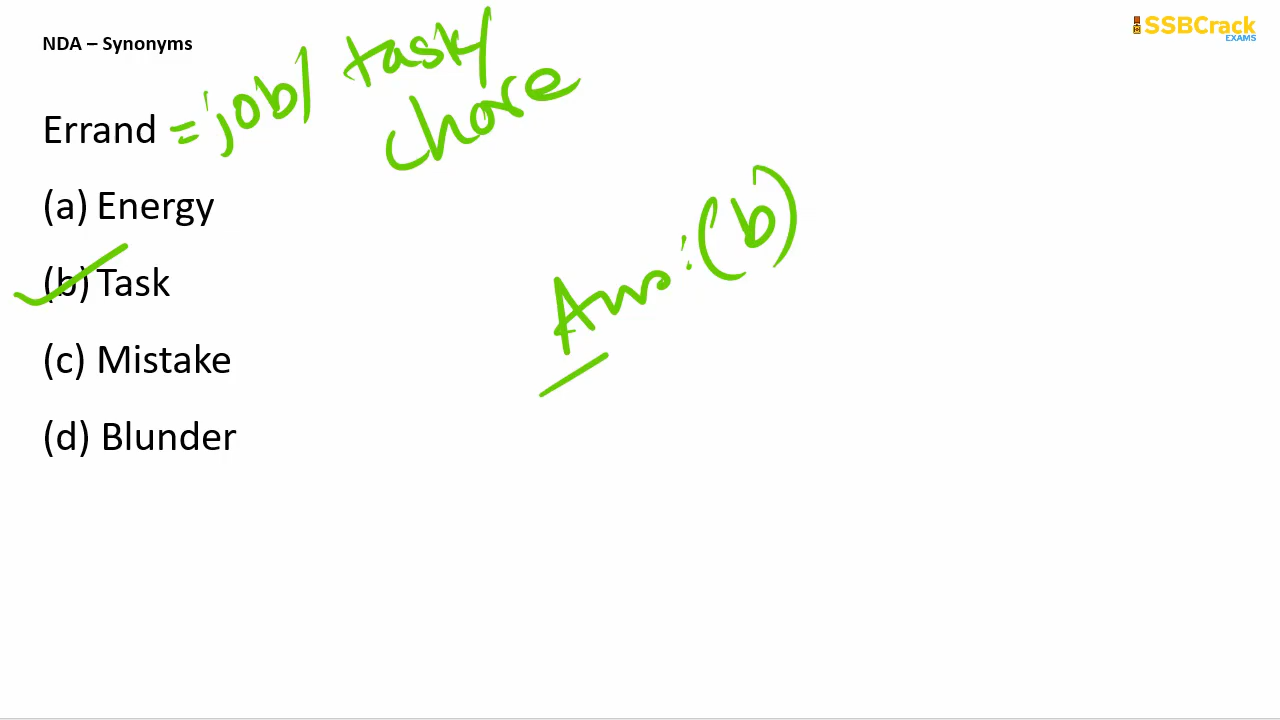 NDA – Synonyms
SSBCrack
EXAMS
Errand = job/ task/
chore
(a) Energy
(b) Task
(c) Mistake
(d) Blunder
Ans:(b)